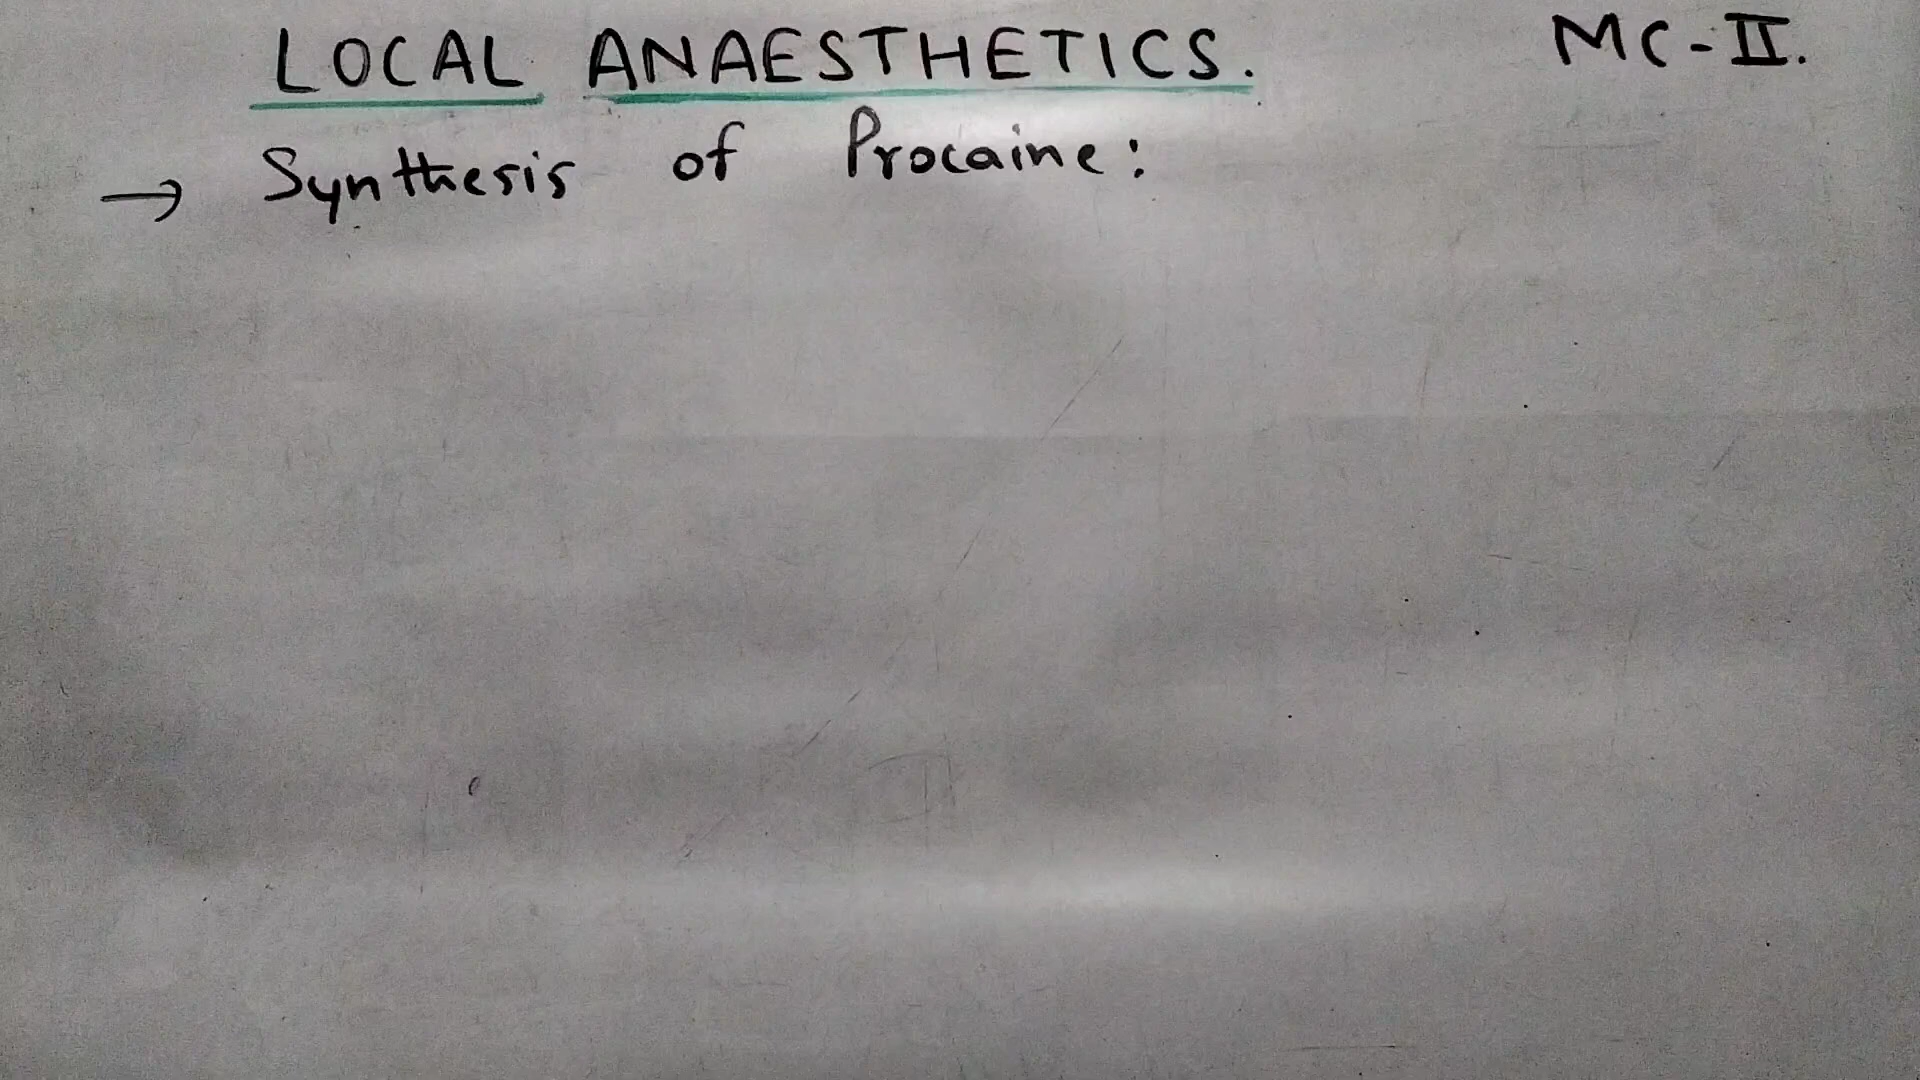 LOCAL ANAESTHETICS. MC-II.
→ Synthesis of Procaine: